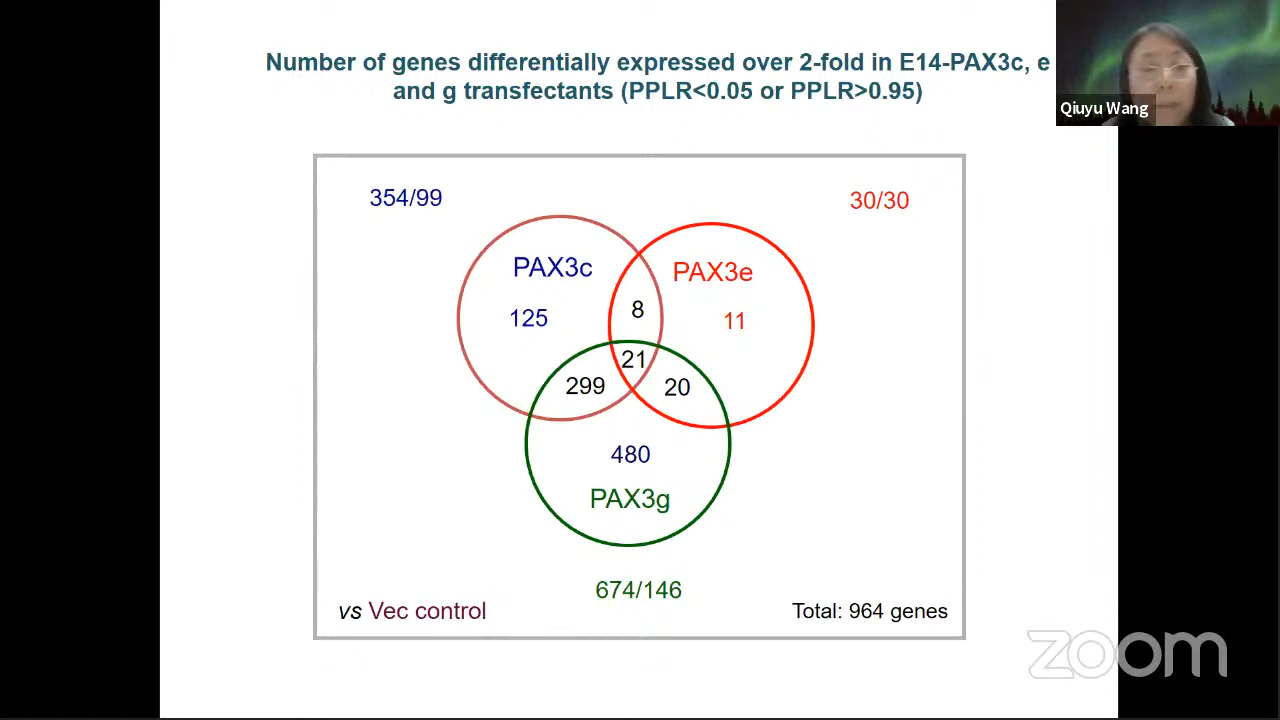 Number of genes differentially expressed over 2-fold in E14-PAX3c, e
and g transfectants (PPLR<0.05 or PPLR>0.95)
Qiuyu Wang
354/99
30/30
PAX3c
PAX3e
125
8
11
21
299
20
480
PAX3g
674/146
vs Vec control
Total: 964 genes
zoom